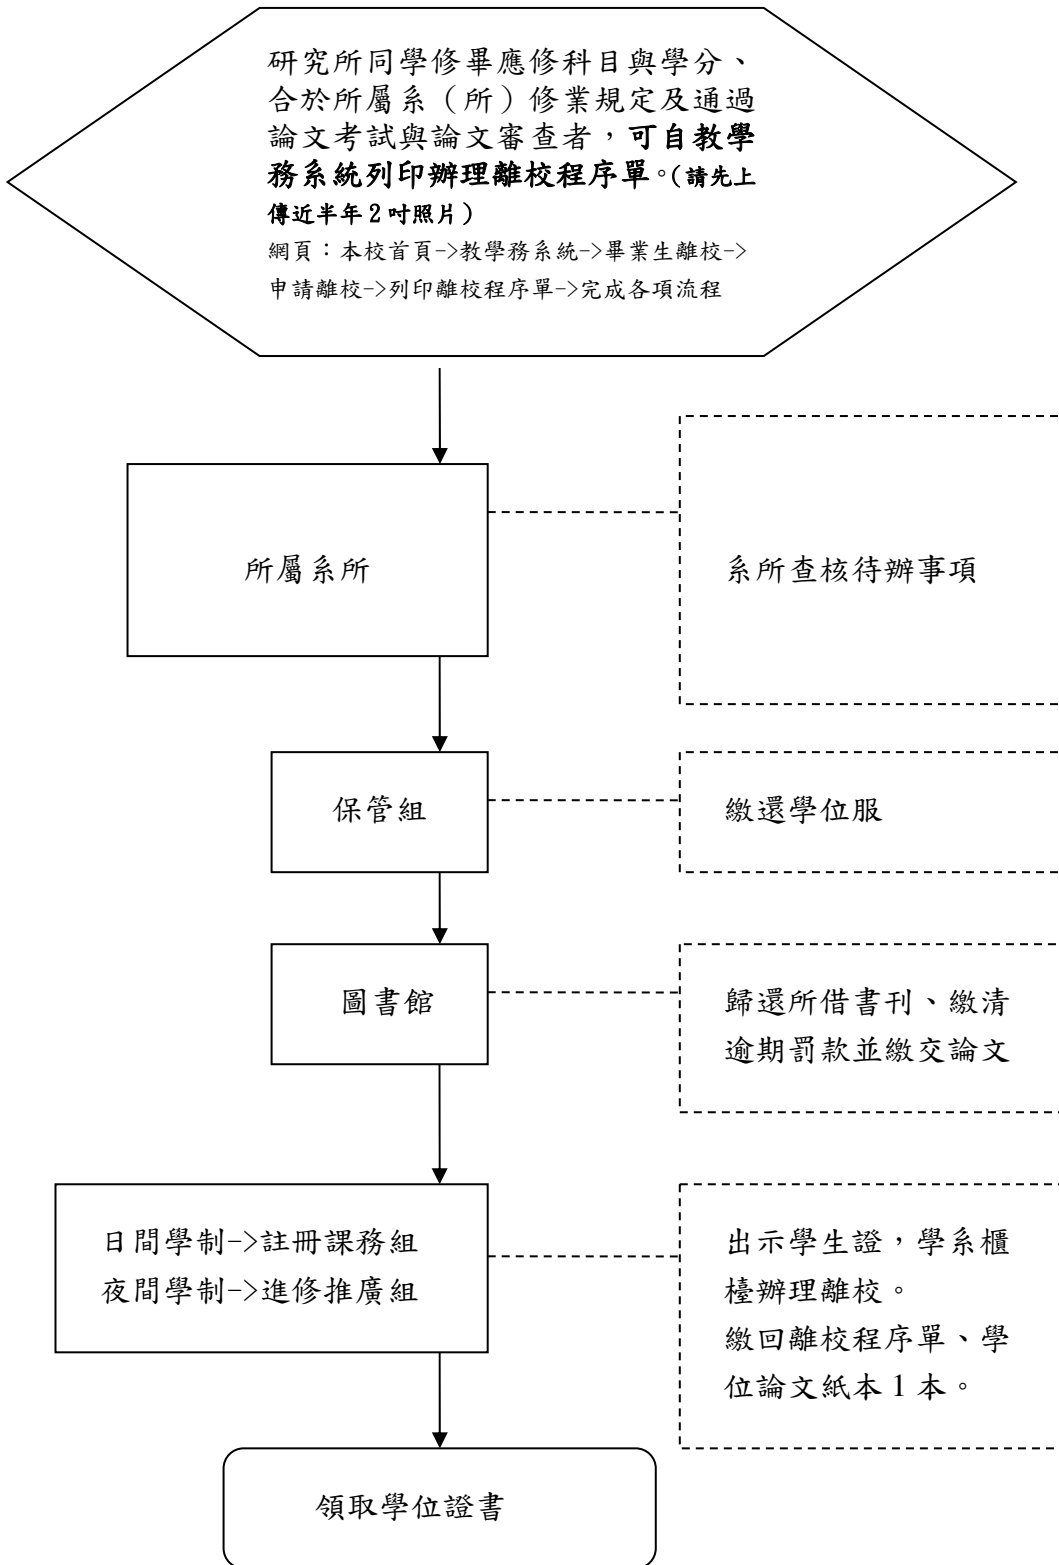 研究所同學修畢應修科目與學分、
合於所屬系（所）修業規定及通過
論文考試與論文審查者，可自教學
務系統列印辦理離校程序單。(請先上
傳近半年2吋照片)
網頁：本校首頁->教學務系統->畢業生離校->
申請離校->列印離校程序單->完成各項流程
所屬系所
系所查核待辦事項
保管組
繳還學位服
圖書館
歸還所借書刊、繳清
逾期罰款並繳交論文
日間學制->註冊課務組
夜間學制->進修推廣組
出示學生證，學系櫃
檯辦理離校。
繳回離校程序單、學
位論文紙本1本。
領取學位證書